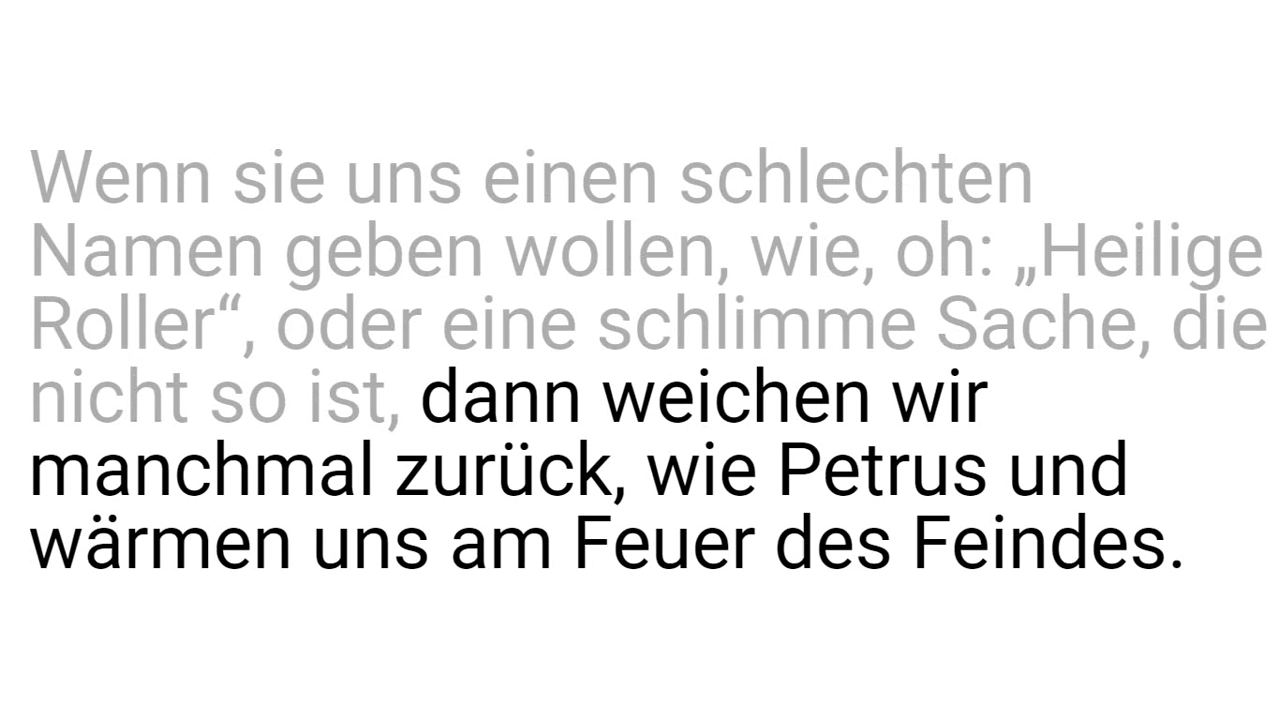 Wenn sie uns einen schlechten
Namen geben wollen, wie, oh: „Heilige
Roller“, oder eine schlimme Sache, die
nicht so ist, dann weichen wir
manchmal zurück, wie Petrus und
wärmen uns am Feuer des Feindes.